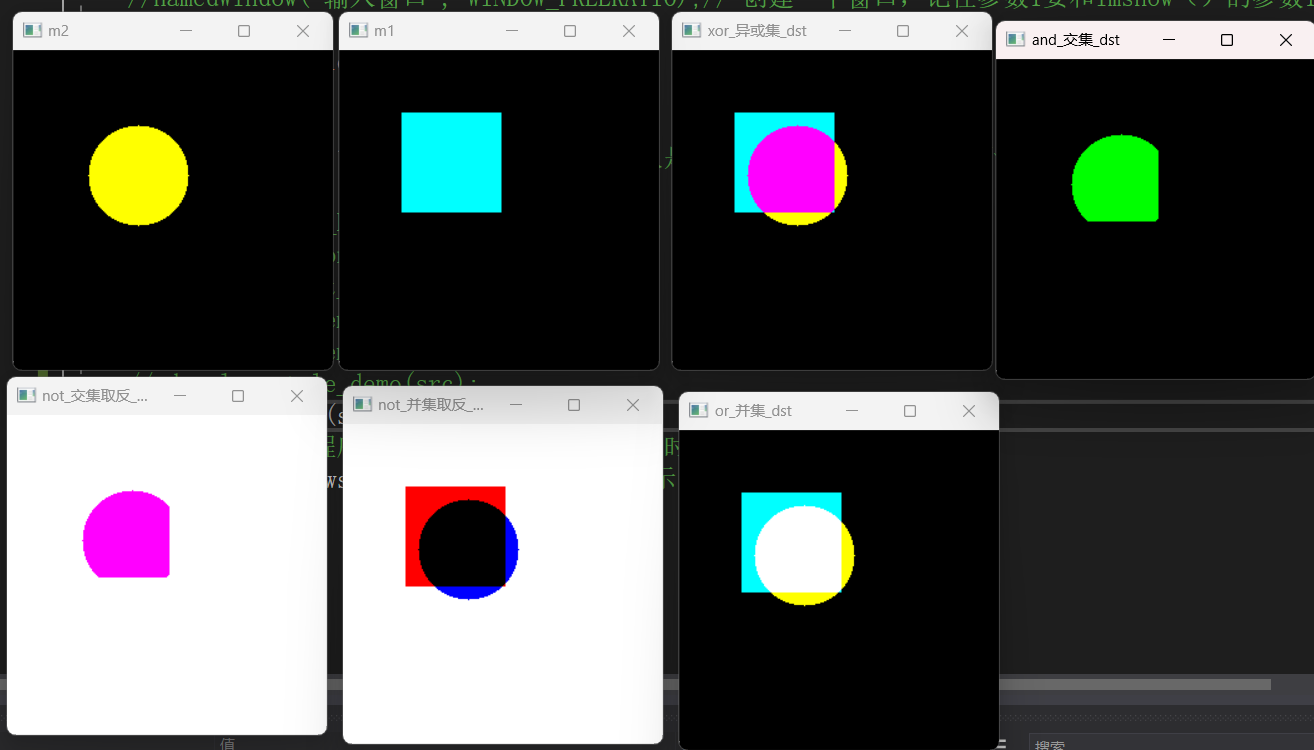 //namedWindow("输入窗口", WINDOW_FREERATIO);// 创建一个窗口，记住参数1要和imshow（）的参数1
m2
m1
xor_异或集_dst
and_交集_dst
_demo(src);
not_交集取反_...
not_并集取反_...
or_并集_dst
值
搜索